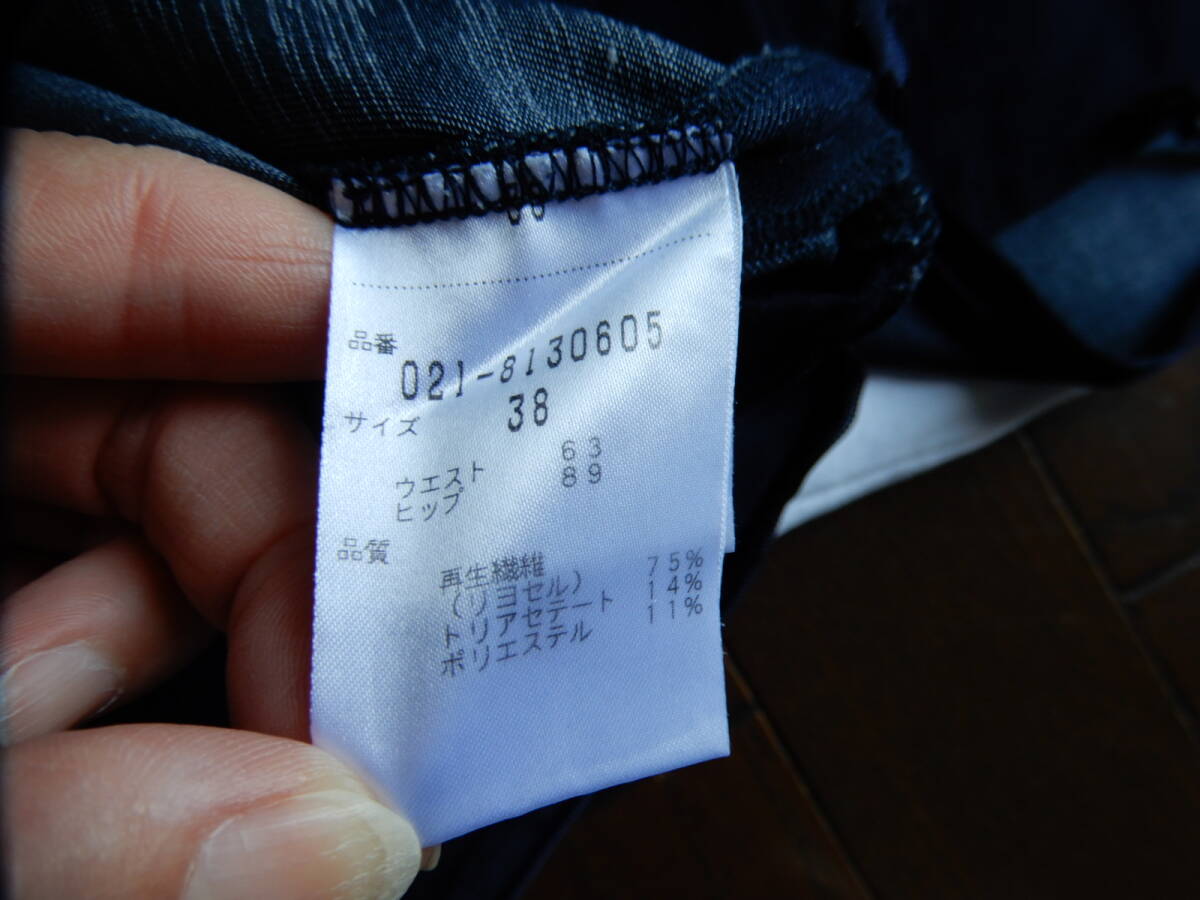 品番
021-8130605
サイズ 38
ウエスト 63
ヒップ 89
品質
再生繊維 75%
(リヨセル)
トリアセテート 14%
ポリエステル 11%